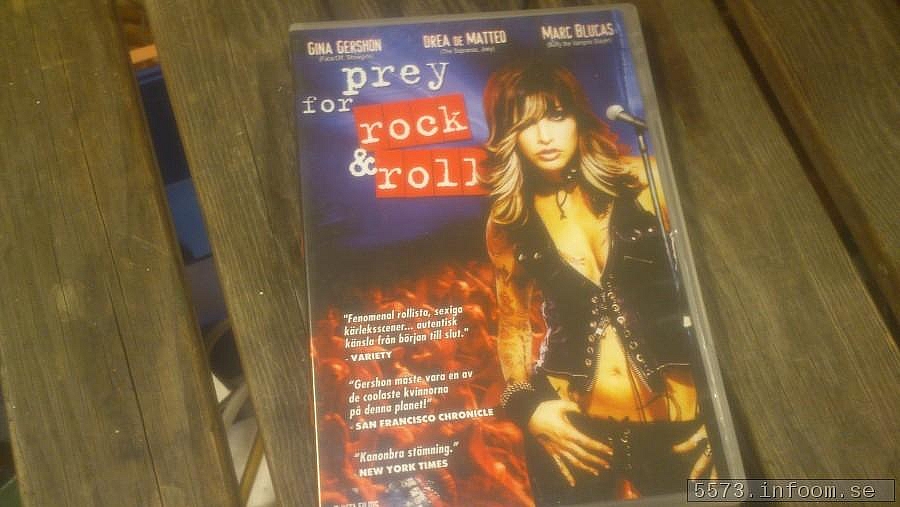 GINA GERSHON DREA DE MATTEO MARC BLUCAS
(Face/Off, Showgirls) (The Sopranos, Joey) (Buffy the Vampire Slayer)
prey
for
rock
& roll
"Fenomenal rollista, sexiga
kärleksscener... autentisk
känsla från början till slut."
- VARIETY
"Gershon måste vara en av
de coolaste kvinnorna
på denna planet!"
- SAN FRANCISCO CHRONICLE
"Kanonbra stämning."
- NEW YORK TIMES
FILMS
5573.infoom.se